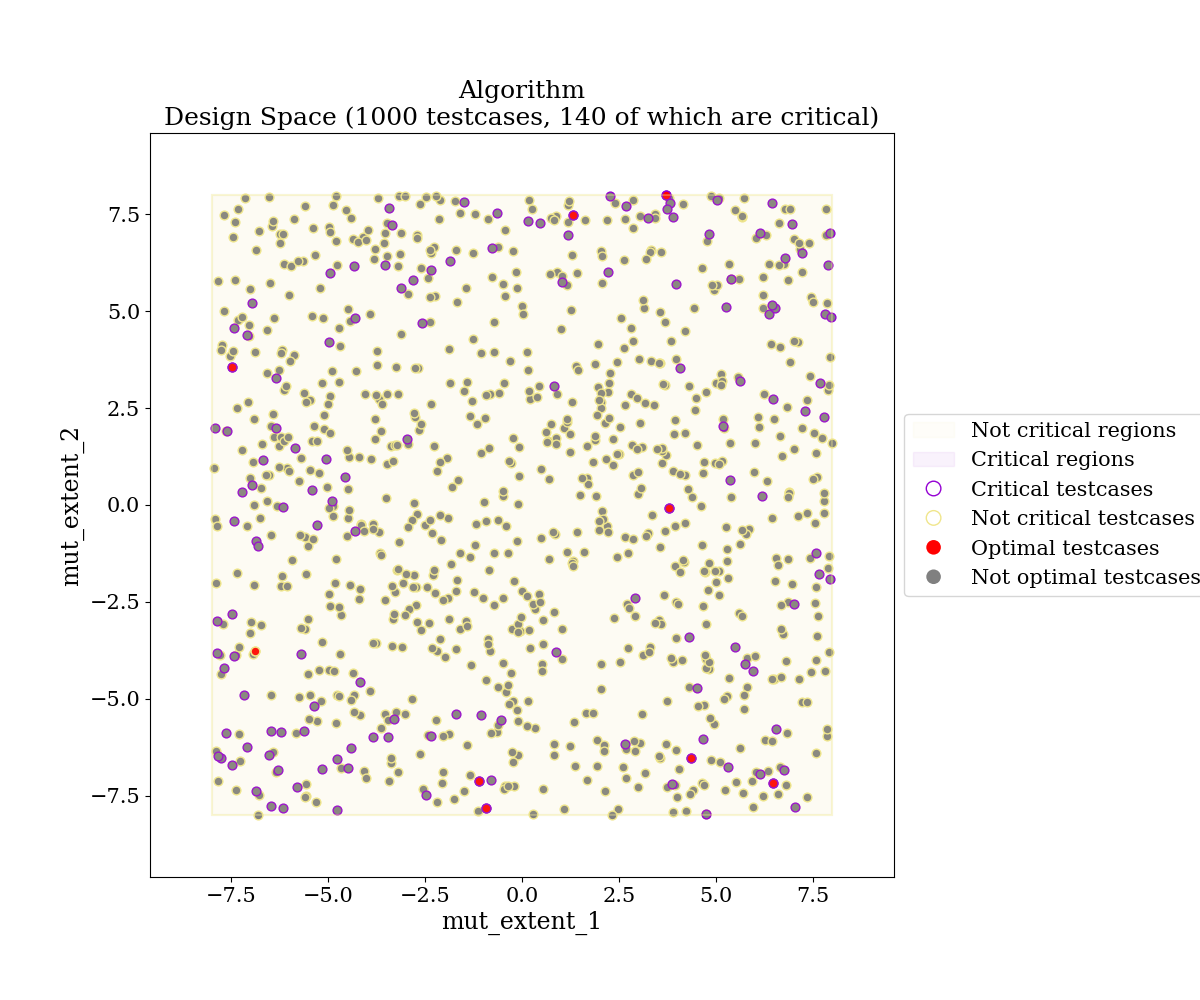 Algorithm
Design Space (1000 testcases, 140 of which are critical)
7.5
5.0
2.5
0.0
−2.5
−5.0
−7.5
mut_extent_2
−7.5
−5.0
−2.5
0.0
2.5
5.0
7.5
mut_extent_1
Not critical regions
Critical regions
Critical testcases
Not critical testcases
Optimal testcases
Not optimal testcases